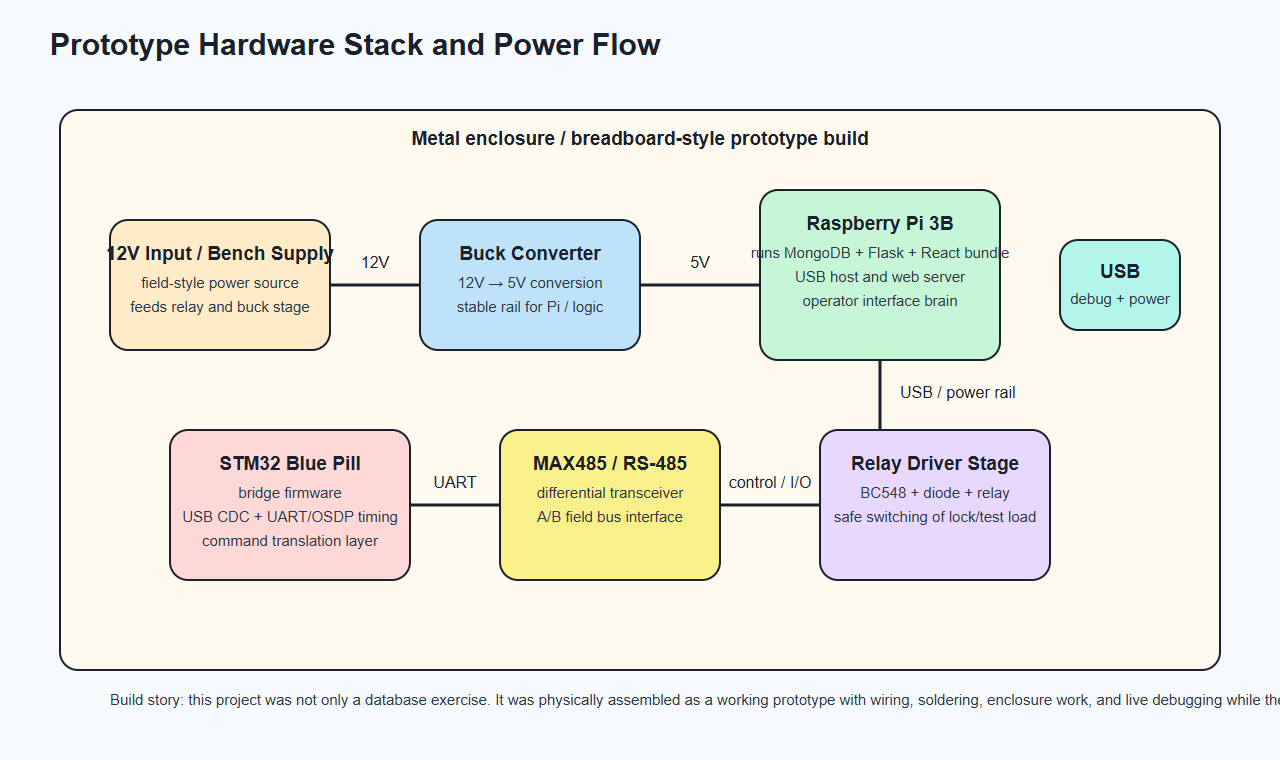 Prototype Hardware Stack and Power Flow
Metal enclosure / breadboard-style prototype build
12V Input / Bench Supply
field-style power source
feeds relay and buck stage
12V
Buck Converter
12V → 5V conversion
stable rail for Pi / logic
5V
Raspberry Pi 3B
runs MongoDB + Flask + React bundle
USB host and web server
operator interface brain
USB
debug + power
USB / power rail
STM32 Blue Pill
bridge firmware
USB CDC + UART/OSDP timing
command translation layer
UART
MAX485 / RS-485
differential transceiver
A/B field bus interface
control / I/O
Relay Driver Stage
BC548 + diode + relay
safe switching of lock/test load
Build story: this project was not only a database exercise. It was physically assembled as a working prototype with wiring, soldering, enclosure work, and live debugging while